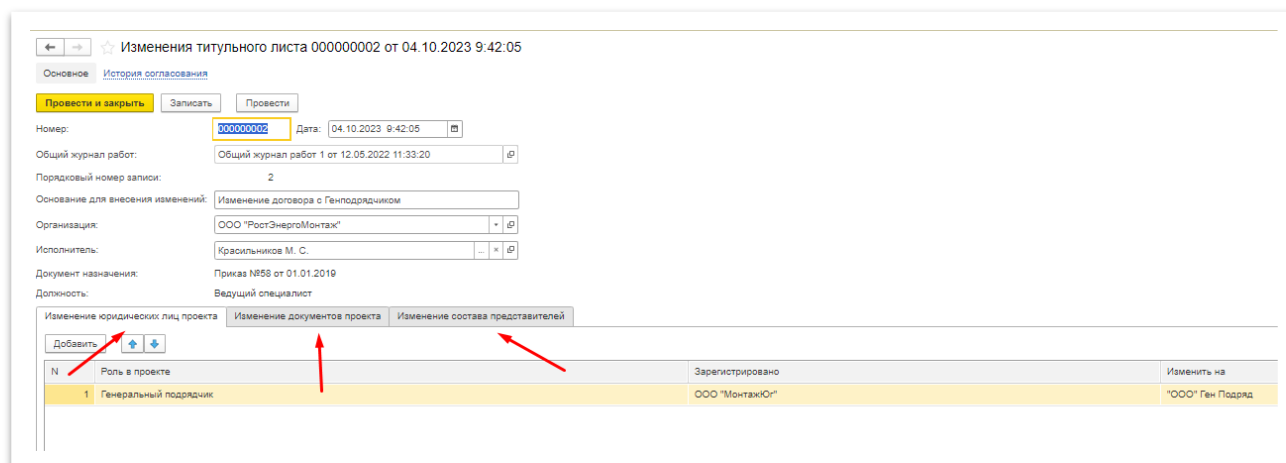 Изменения титульного листа 000000002 от 04.10.2023 9:42:05
Основное История согласования
Провести и закрыть Записать Провести
Номер: 000000002 Дата: 04.10.2023 9:42:05
Общий журнал работ: Общий журнал работ 1 от 12.05.2022 11:33:20
Порядковый номер записи: 2
Основание для внесения изменений: Изменение договора с Генподрядчиком
Организация: ООО "РостЭнергоМонтаж"
Исполнитель: Красильников М. С.
Документ назначения: Приказ №58 от 01.01.2019
Должность: Ведущий специалист
Изменение юридических лиц проекта Изменение документов проекта Изменение состава представителей
Добавить
N Роль в проекте Зарегистрировано Изменить на
1 Генеральный подрядчик ООО "МонтажЮг" "ООО" Ген Подряд